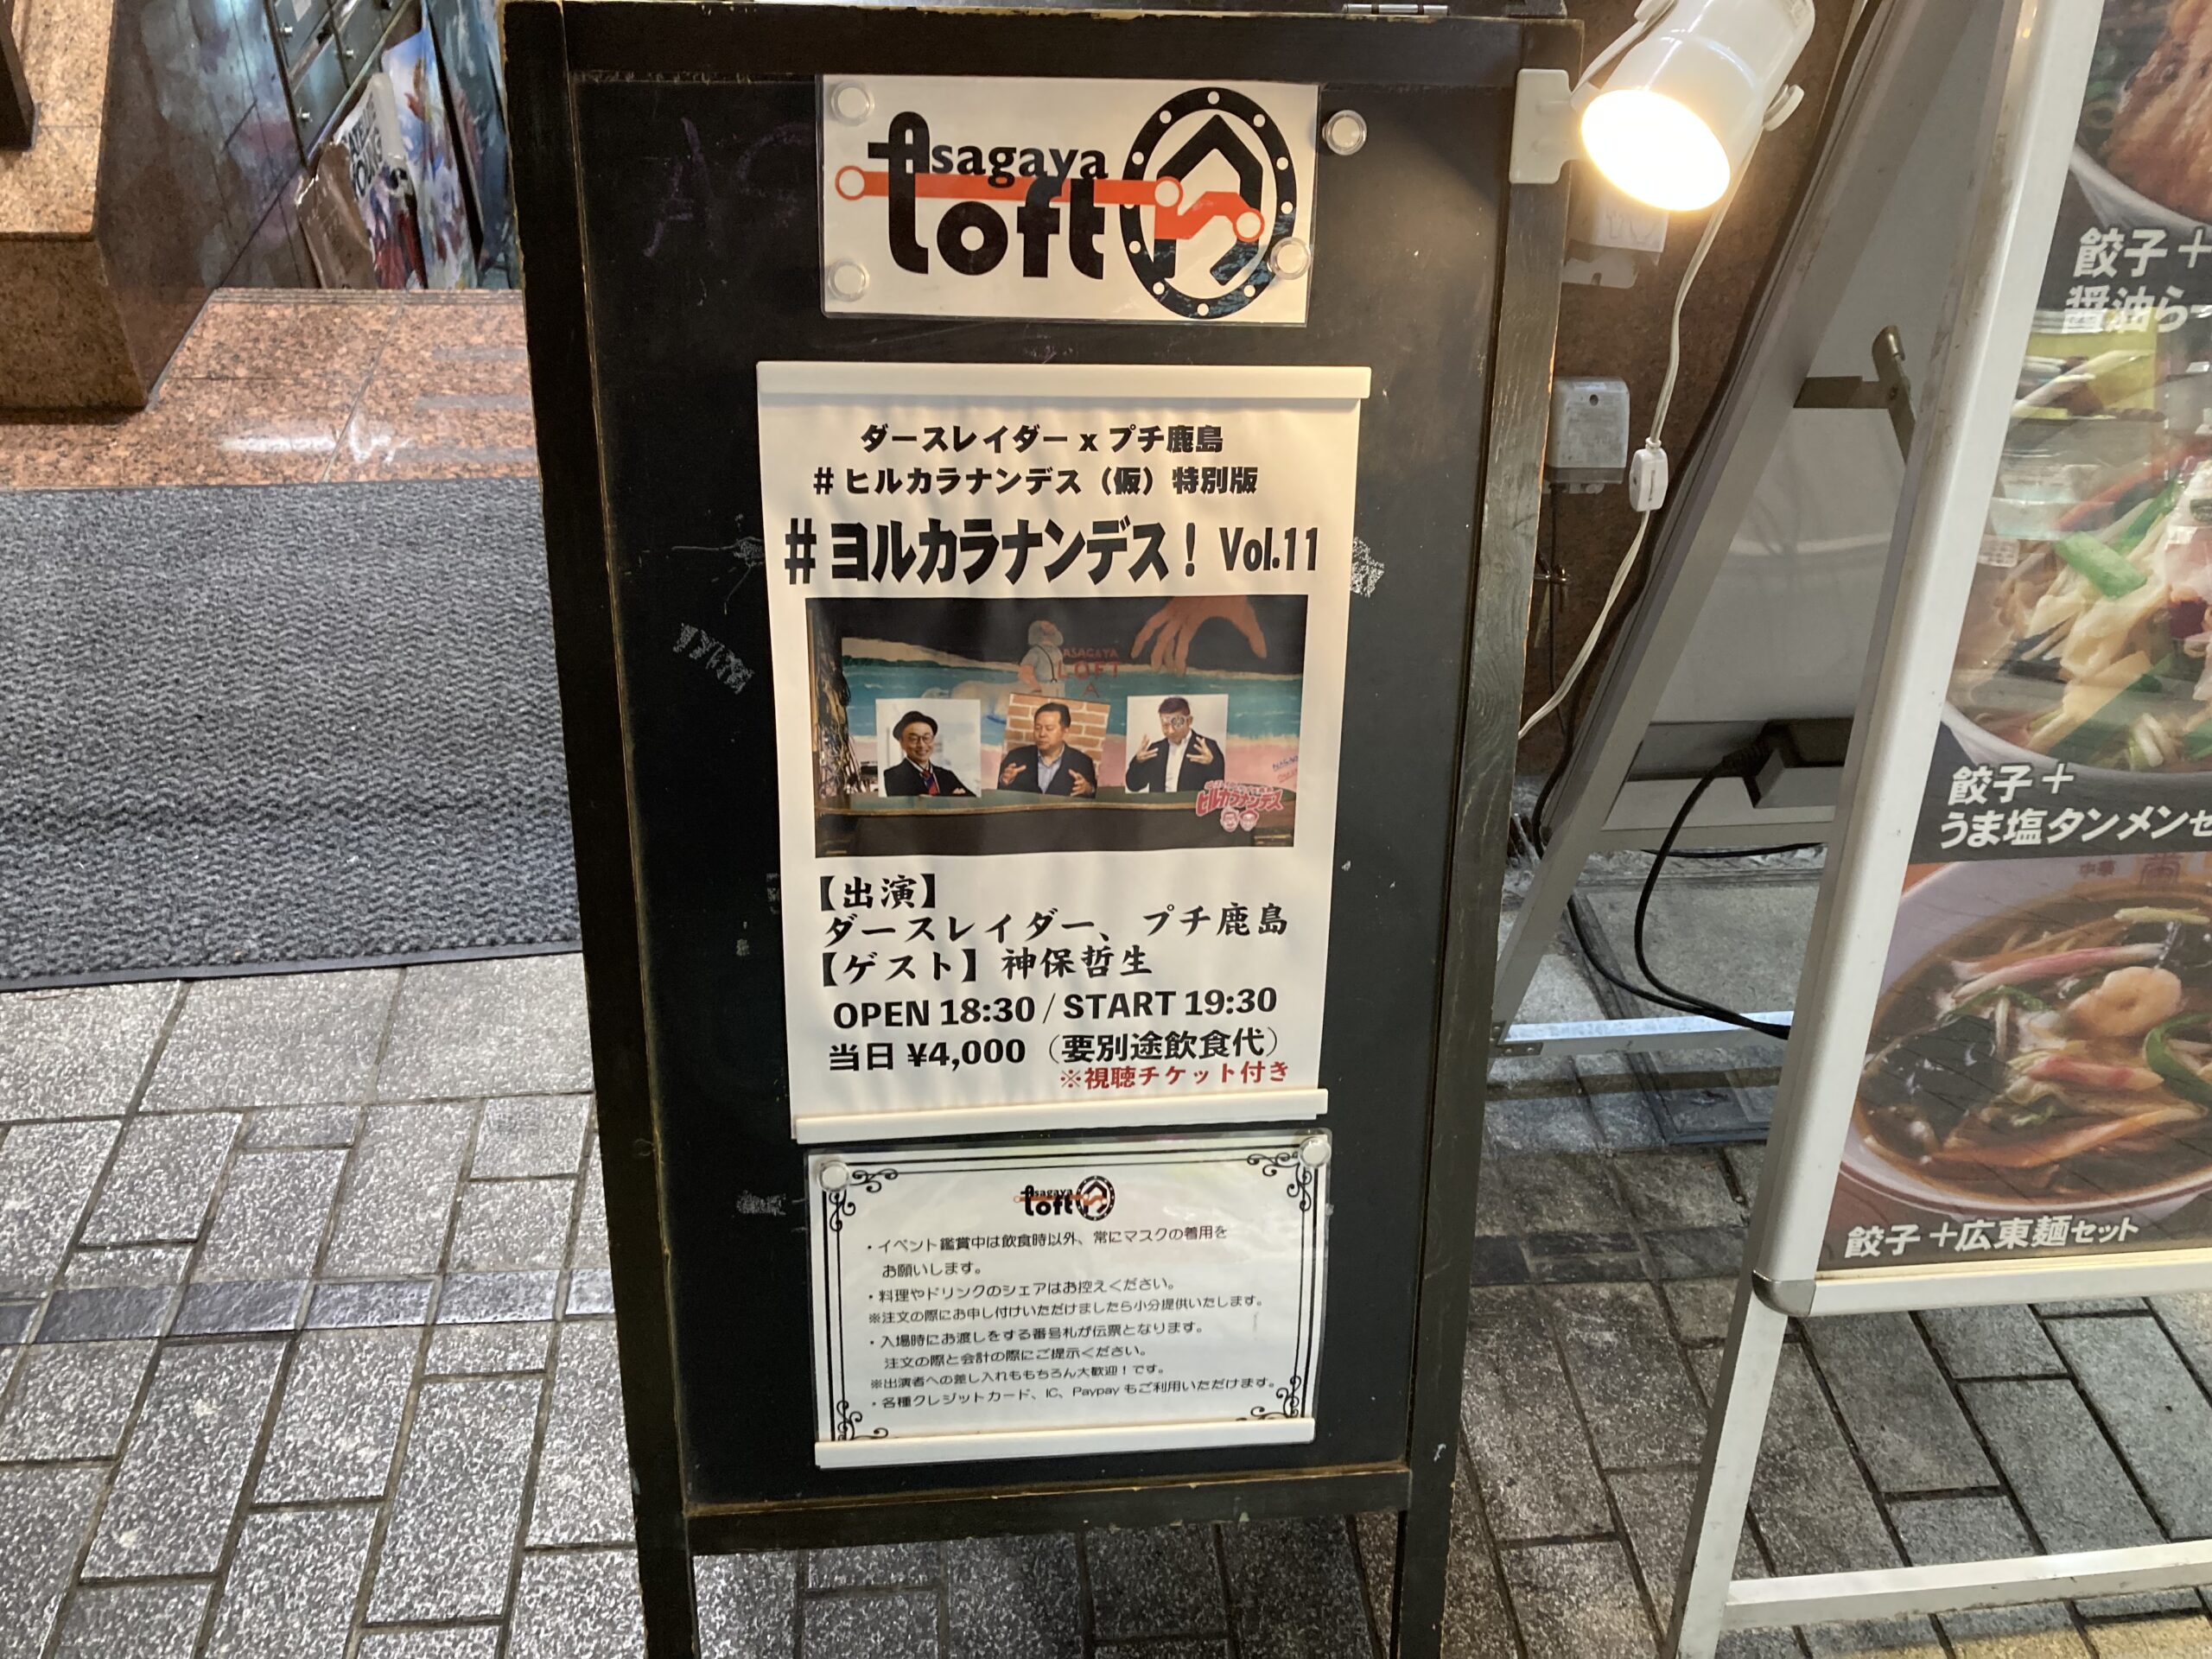 Asagaya
Loft A
ダースレイダー x プチ鹿島
# ヒルカラナンデス（仮）特別版
# ヨルカラナンデス！ Vol.11
ASAGAYA
LOFT
A
ヒルカラナンデス
【出演】
ダースレイダー、プチ鹿島
【ゲスト】神保哲生
OPEN 18:30 / START 19:30
当日 ¥4,000（要別途飲食代）
※視聴チケット付き
Asagaya
Loft A
・イベント鑑賞中は飲食時以外、常にマスクの着用を
お願いします。
・料理やドリンクのシェアはお控えください。
※注文の際にお申し付けいただけましたら小分提供いたします。
・入場時にお渡しをする番号札が伝票となります。
注文の際と会計の際にご提示ください。
※出演者への差し入れももちろん大歓迎！です。
・各種クレジットカード、IC、Paypay もご利用いただけます。
餃子＋
醤油ら
餃子＋
うま塩タンメンセ
中華
餃子＋広東麺セット